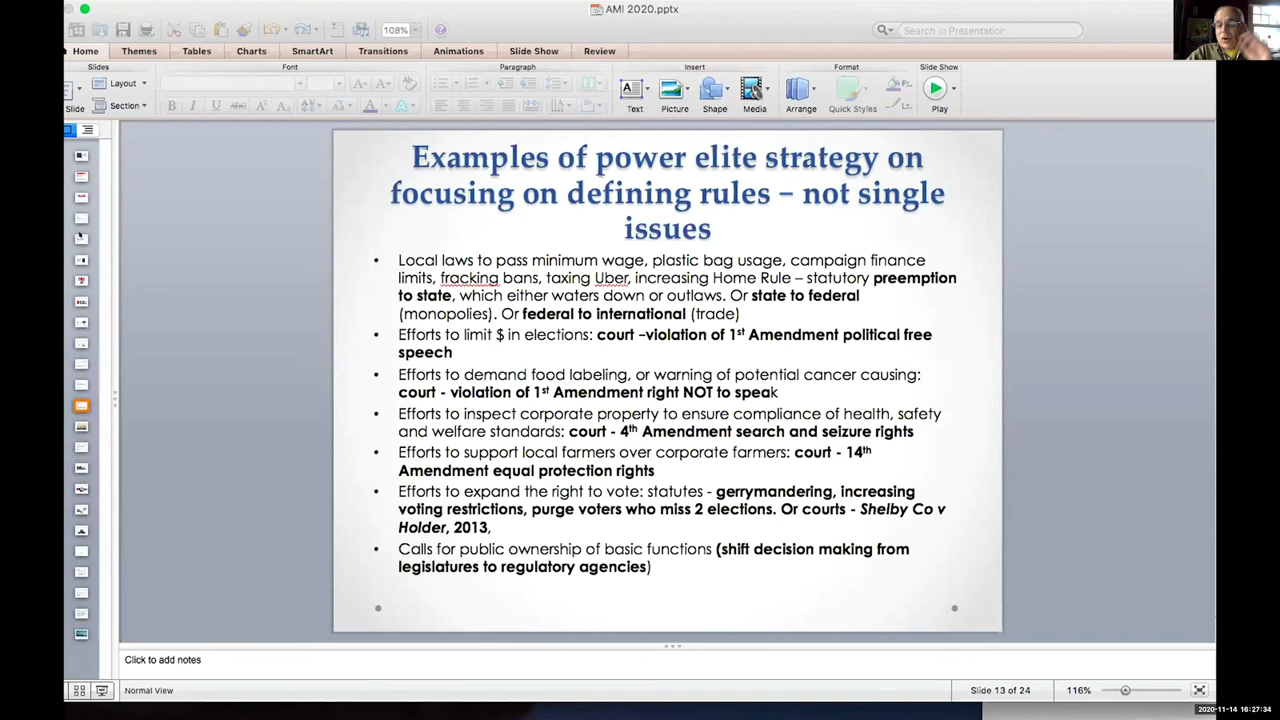 AMI 2020.pptx
108%
Search in Presentation
Home Themes Tables Charts SmartArt Transitions Animations Slide Show Review
Slides Font Paragraph Insert Format Slide Show
Layout
Section
Slide
Text Picture Shape Media Arrange Quick Styles Play
Examples of power elite strategy on
focusing on defining rules – not single
issues
• Local laws to pass minimum wage, plastic bag usage, campaign finance
limits, fracking bans, taxing Uber, increasing Home Rule – statutory preemption
to state, which either waters down or outlaws. Or state to federal
(monopolies). Or federal to international (trade)
• Efforts to limit $ in elections: court –violation of 1st Amendment political free
speech
• Efforts to demand food labeling, or warning of potential cancer causing:
court - violation of 1st Amendment right NOT to speak
• Efforts to inspect corporate property to ensure compliance of health, safety
and welfare standards: court - 4th Amendment search and seizure rights
• Efforts to support local farmers over corporate farmers: court - 14th
Amendment equal protection rights
• Efforts to expand the right to vote: statutes - gerrymandering, increasing
voting restrictions, purge voters who miss 2 elections. Or courts - Shelby Co v
Holder, 2013,
• Calls for public ownership of basic functions (shift decision making from
legislatures to regulatory agencies)
Click to add notes
Normal View Slide 13 of 24 116%
2020-11-14 16:27:34